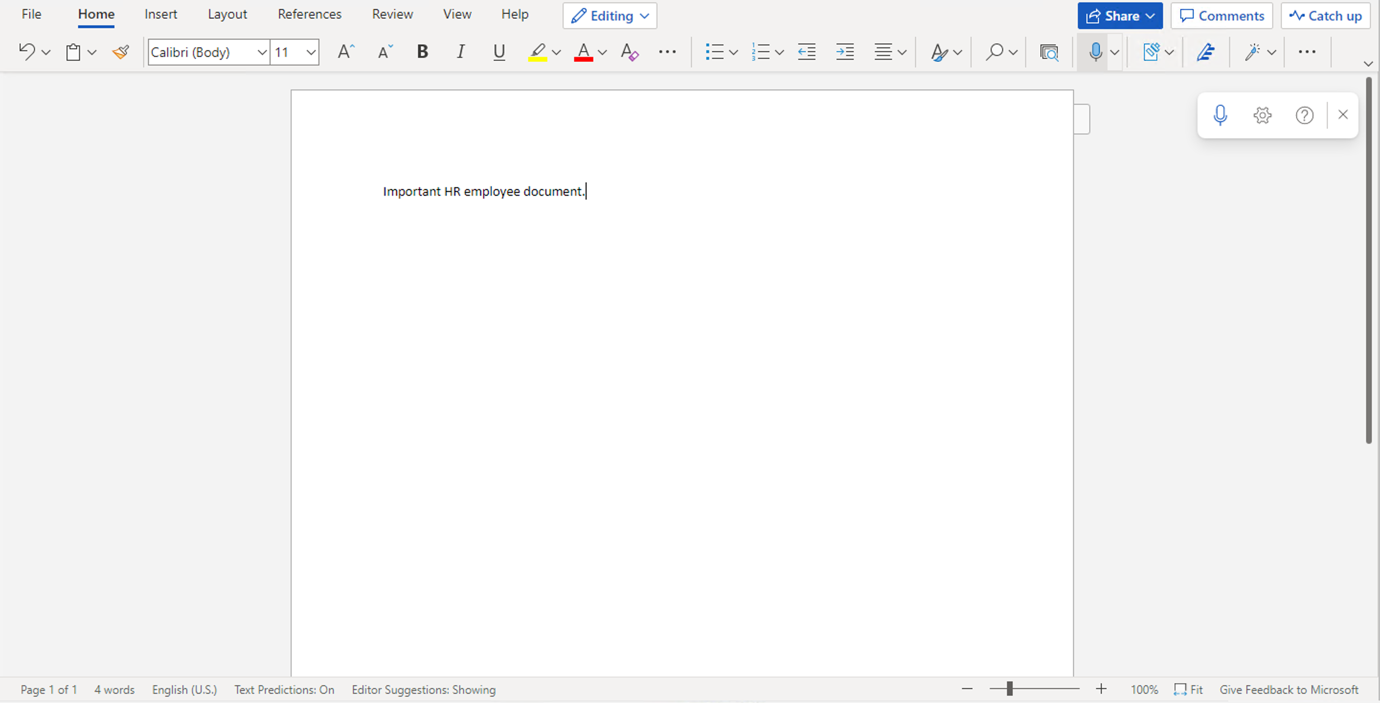 File Home Insert Layout References Review View Help Editing Share Comments Catch up
Calibri (Body) 11 A A B I U A A
Important HR employee document.
Page 1 of 1 4 words English (U.S.) Text Predictions: On Editor Suggestions: Showing 100% Fit Give Feedback to Microsoft